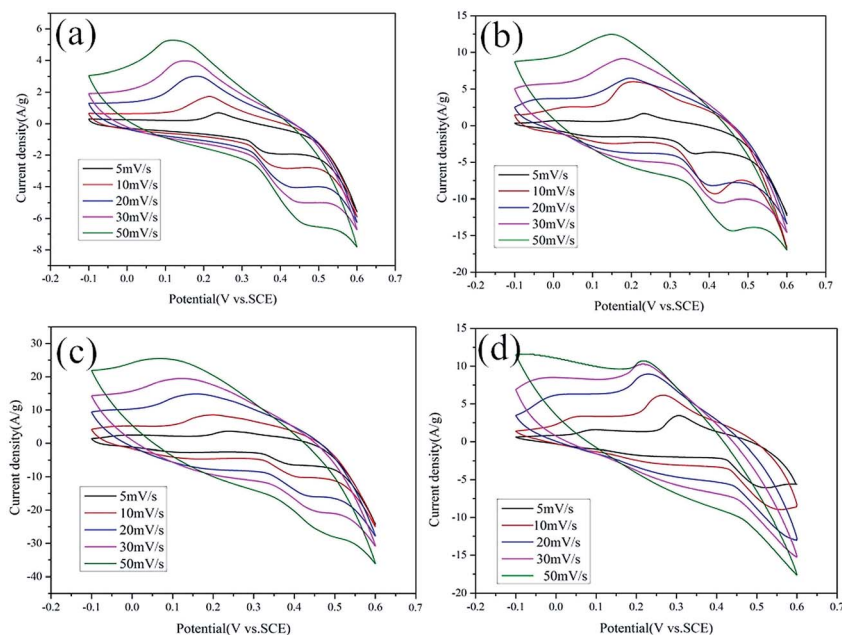 (a)
6
4
2
0
-2
-4
-6
-8
Current density(A/g)
5mV/s
10mV/s
20mV/s
30mV/s
50mV/s
-0.1 0.0 0.1 0.2 0.3 0.4 0.5 0.6 0.7
Potential(V vs.SCE)
(b)
15
10
5
0
-5
-10
-15
-20
Current density(A/g)
5mV/s
10mV/s
20mV/s
30mV/s
50mV/s
-0.2 -0.1 0.0 0.1 0.2 0.3 0.4 0.5 0.6 0.7
Potential(V vs.SCE)
(c)
30
20
10
0
-10
-20
-30
-40
Current density(A/g)
5mV/s
10mV/s
20mV/s
30mV/s
50mV/s
-0.2 -0.1 0.0 0.1 0.2 0.3 0.4 0.5 0.6 0.7
Potential(V vs.SCE)
(d)
15
10
5
0
-5
-10
-15
-20
Current density(A/g)
5mV/s
10mV/s
20mV/s
30mV/s
50mV/s
-0.2 -0.1 0.0 0.1 0.2 0.3 0.4 0.5 0.6 0.7
Potential(V vs.SCE)